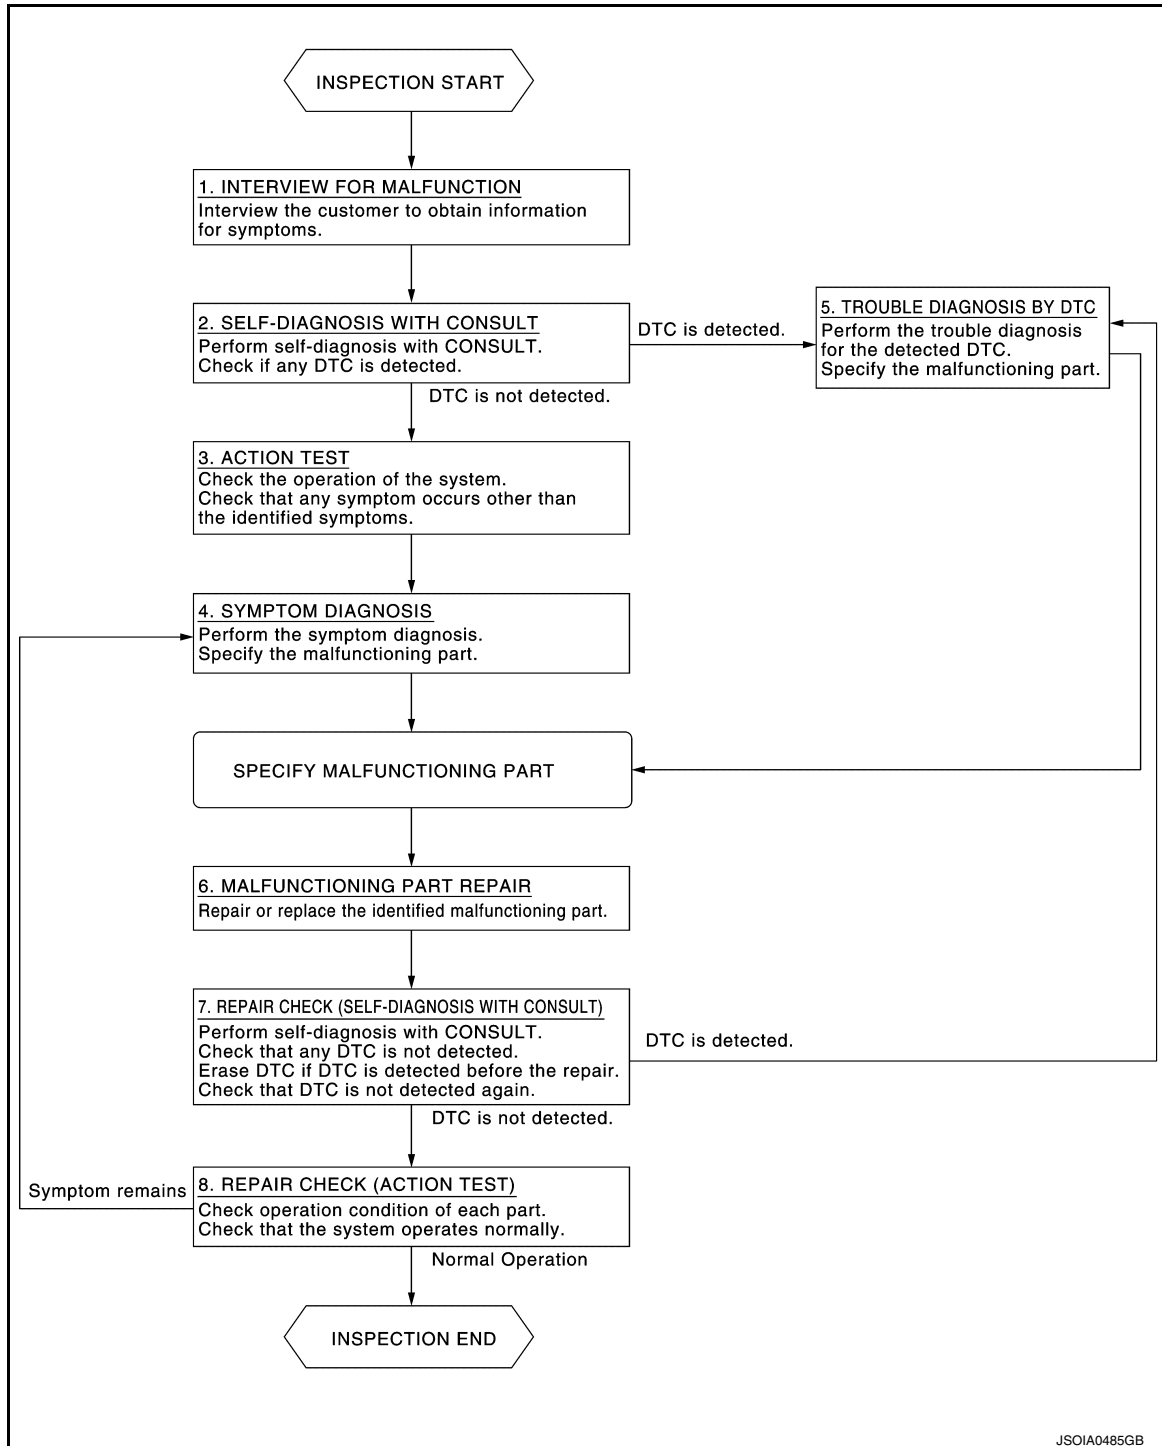 INSPECTION START
1. INTERVIEW FOR MALFUNCTION
Interview the customer to obtain information
for symptoms.
2. SELF-DIAGNOSIS WITH CONSULT
Perform self-diagnosis with CONSULT.
Check if any DTC is detected.
DTC is detected.
5. TROUBLE DIAGNOSIS BY DTC
Perform the trouble diagnosis
for the detected DTC.
Specify the malfunctioning part.
DTC is not detected.
3. ACTION TEST
Check the operation of the system.
Check that any symptom occurs other than
the identified symptoms.
4. SYMPTOM DIAGNOSIS
Perform the symptom diagnosis.
Specify the malfunctioning part.
SPECIFY MALFUNCTIONING PART
6. MALFUNCTIONING PART REPAIR
Repair or replace the identified malfunctioning part.
7. REPAIR CHECK (SELF-DIAGNOSIS WITH CONSULT)
Perform self-diagnosis with CONSULT.
Check that any DTC is not detected.
Erase DTC if DTC is detected before the repair.
Check that DTC is not detected again.
DTC is detected.
DTC is not detected.
8. REPAIR CHECK (ACTION TEST)
Check operation condition of each part.
Check that the system operates normally.
Symptom remains
Normal Operation
INSPECTION END
JSOIA0485GB